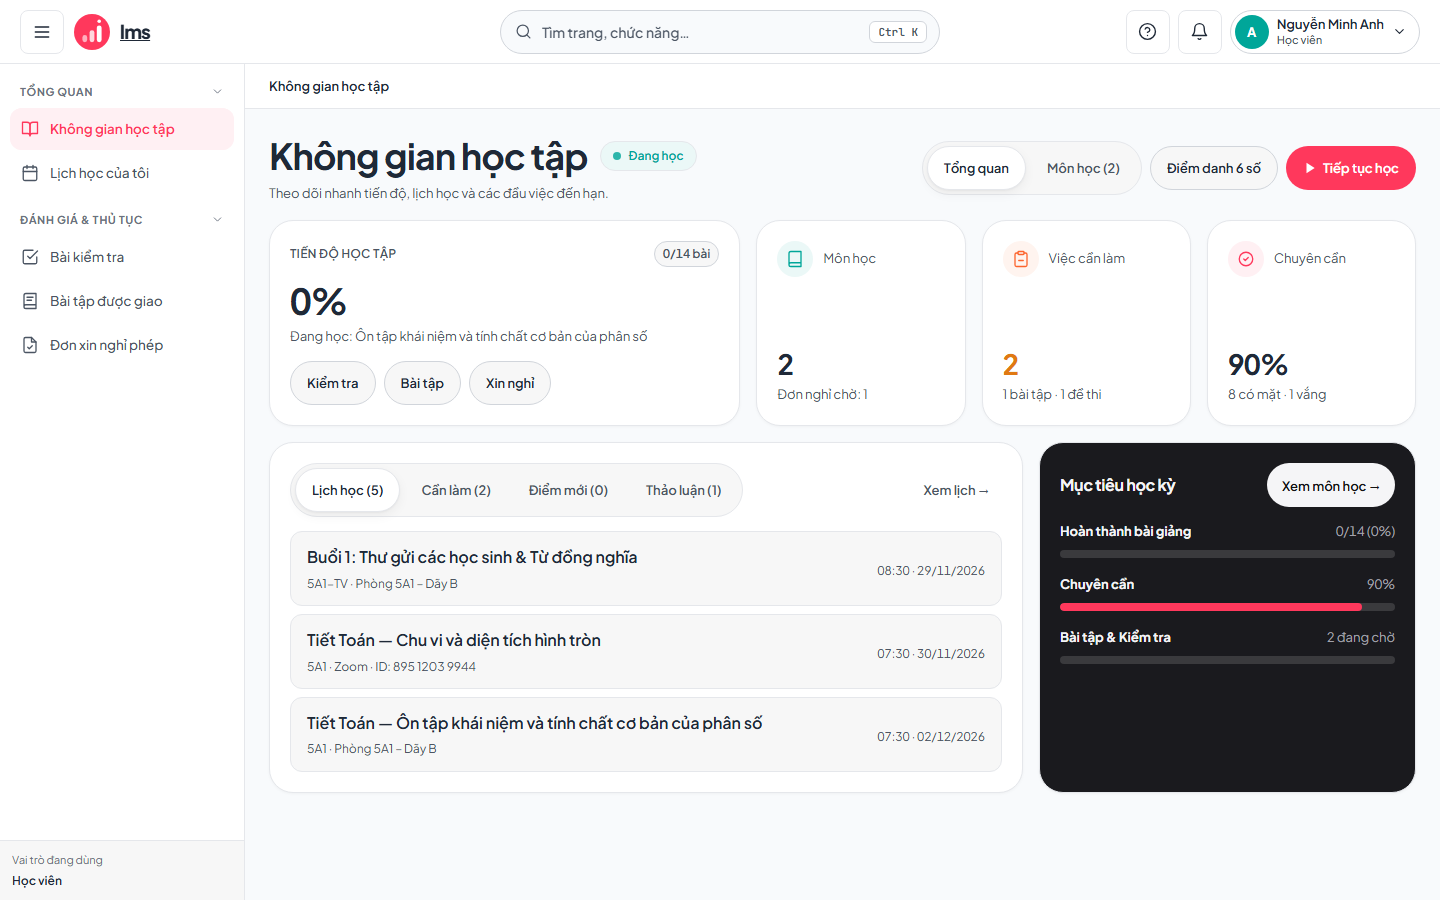 lms
Tìm trang, chức năng...
Ctrl K
A
Nguyễn Minh Anh
Học viên
TỔNG QUAN
Không gian học tập
Lịch học của tôi
ĐÁNH GIÁ & THỦ TỤC
Bài kiểm tra
Bài tập được giao
Đơn xin nghỉ phép
Vai trò đang dùng
Học viên
Không gian học tập
Không gian học tập
Đang học
Theo dõi nhanh tiến độ, lịch học và các đầu việc đến hạn.
Tổng quan
Môn học (2)
Điểm danh 6 số
Tiếp tục học
TIẾN ĐỘ HỌC TẬP
0/14 bài
0%
Đang học: Ôn tập khái niệm và tính chất cơ bản của phân số
Kiểm tra
Bài tập
Xin nghỉ
Môn học
2
Đơn nghỉ chờ: 1
Việc cần làm
2
1 bài tập · 1 đề thi
Chuyên cần
90%
8 có mặt · 1 vắng
Lịch học (5)
Cần làm (2)
Điểm mới (0)
Thảo luận (1)
Xem lịch →
Buổi 1: Thư gửi các học sinh & Từ đồng nghĩa
5A1-TV · Phòng 5A1 – Dãy B
08:30 · 29/11/2026
Tiết Toán — Chu vi và diện tích hình tròn
5A1 · Zoom · ID: 895 1203 9944
07:30 · 30/11/2026
Tiết Toán — Ôn tập khái niệm và tính chất cơ bản của phân số
5A1 · Phòng 5A1 – Dãy B
07:30 · 02/12/2026
Mục tiêu học kỳ
Xem môn học →
Hoàn thành bài giảng
0/14 (0%)
Chuyên cần
90%
Bài tập & Kiểm tra
2 đang chờ